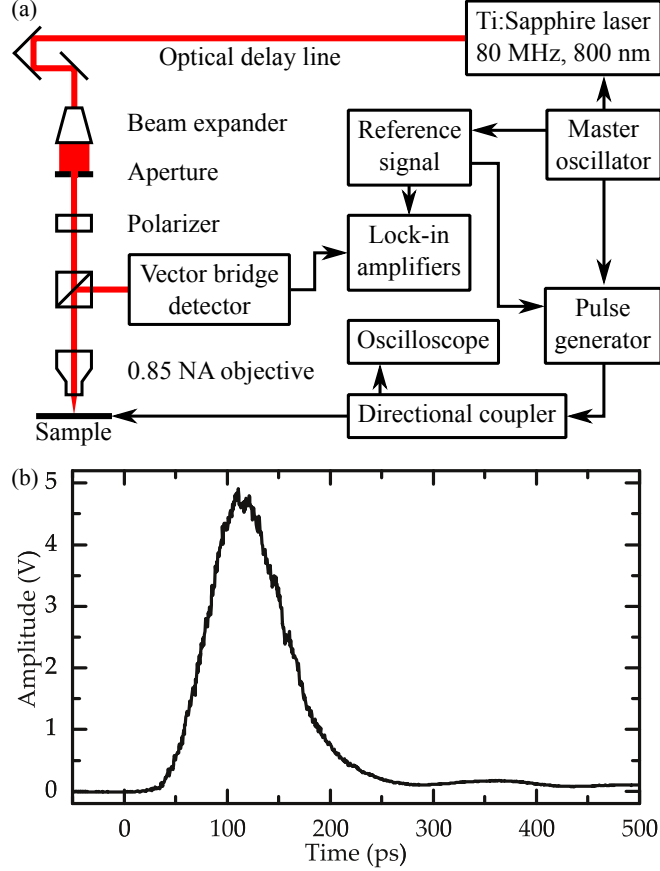 (a)
Ti:Sapphire laser
80 MHz, 800 nm
Optical delay line
Beam expander
Reference
signal
Master
oscillator
Aperture
Polarizer
Lock-in
amplifiers
Vector bridge
detector
Pulse
generator
Oscilloscope
0.85 NA objective
Directional coupler
Sample
(b)
5
4
3
2
1
0
Amplitude (V)
0
100
200
300
400
500
Time (ps)